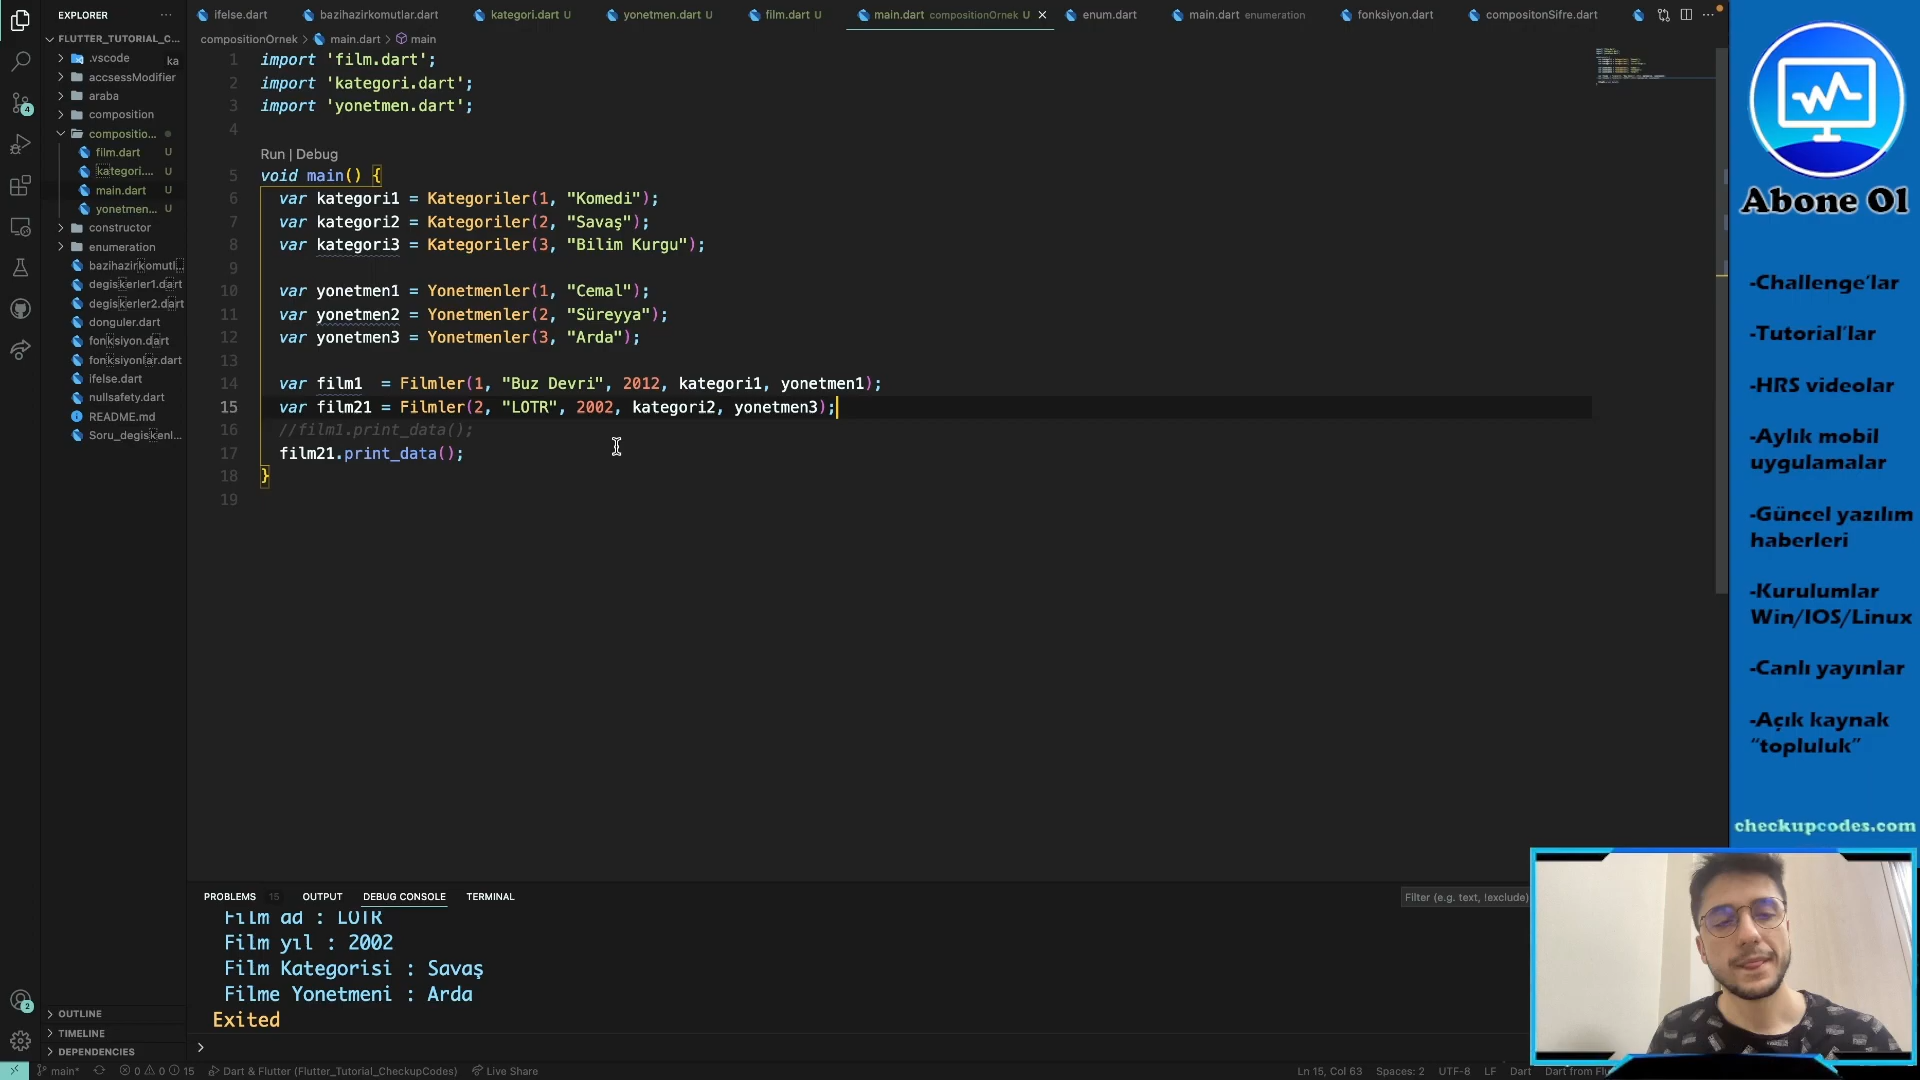 EXPLORER
FLUTTER_TUTORIAL_C...
.vscode
ka
accsessModifier
araba
composition
compositio...
film.dart U
kategori.... U
main.dart U
yonetmen... U
constructor
enumeration
bazihazirkomutl...
degiskerler1.dart
degiskerler2.dart
donguler.dart
fonksiyon.dart
fonksiyonlar.dart
ifelse.dart
nullsafety.dart
README.md
Soru_degiskenl...
OUTLINE
TIMELINE
DEPENDENCIES
ifelse.dart
bazihazirkomutlar.dart
kategori.dart U
yonetmen.dart U
film.dart U
main.dart compositionOrnek U
enum.dart
main.dart enumeration
fonksiyon.dart
compositonSifre.dart
compositionOrnek > main.dart > main
1 import 'film.dart';
2 import 'kategori.dart';
3 import 'yonetmen.dart';
4
Run | Debug
5 void main() {
6 var kategori1 = Kategoriler(1, "Komedi");
7 var kategori2 = Kategoriler(2, "Savaş");
8 var kategori3 = Kategoriler(3, "Bilim Kurgu");
9
10 var yonetmen1 = Yonetmenler(1, "Cemal");
11 var yonetmen2 = Yonetmenler(2, "Süreyya");
12 var yonetmen3 = Yonetmenler(3, "Arda");
13
14 var film1 = Filmler(1, "Buz Devri", 2012, kategori1, yonetmen1);
15 var film21 = Filmler(2, "LOTR", 2002, kategori2, yonetmen3);
16 //film1.print_data();
17 film21.print_data();
18 }
19
PROBLEMS 15 OUTPUT DEBUG CONSOLE TERMINAL
Filter (e.g. text, !exclude)
Film ad : LOTR
Film yıl : 2002
Film Kategorisi : Savaş
Filme Yonetmeni : Arda
Exited
>
main* 0 0 15 Dart & Flutter (Flutter_Tutorial_CheckupCodes) Live Share
Ln 15, Col 63 Spaces: 2 UTF-8 LF Dart
4
2
Abone Ol
-Challenge'lar
-Tutorial'lar
-HRS videolar
-Aylık mobil
uygulamalar
-Güncel yazılım
haberleri
-Kurulumlar
Win/IOS/Linux
-Canlı yayınlar
-Açık kaynak
"topluluk"
checkupcodes.com